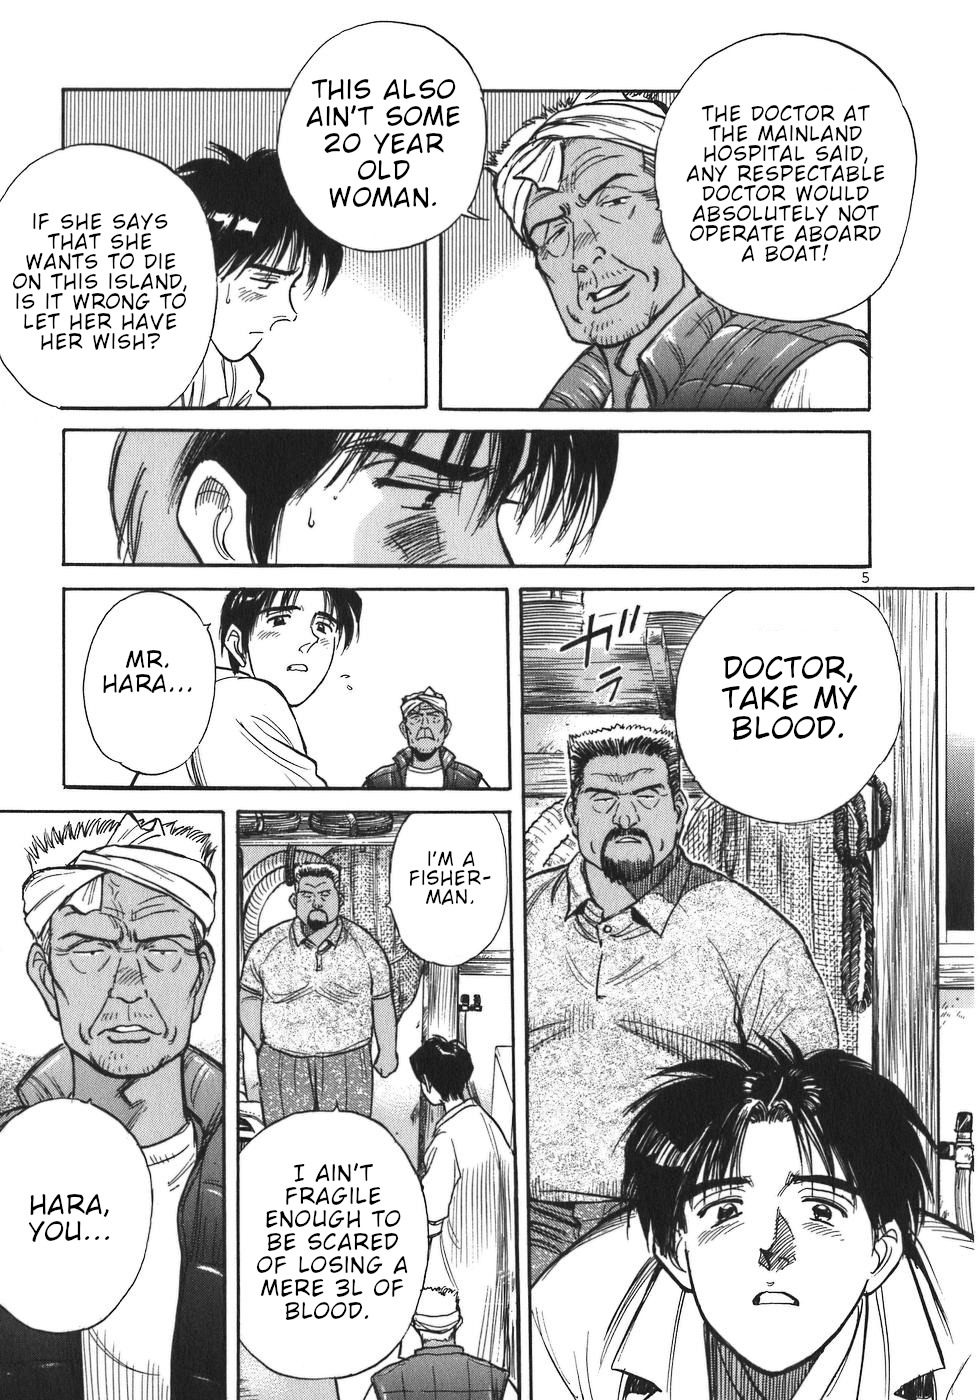 THE DOCTOR AT
THE MAINLAND
HOSPITAL SAID,
ANY RESPECTABLE
DOCTOR WOULD
ABSOLUTELY NOT
OPERATE ABOARD
A BOAT!
THIS ALSO
AIN'T SOME
20 YEAR
OLD
WOMAN.
IF SHE SAYS
THAT SHE
WANTS TO DIE
ON THIS ISLAND,
IS IT WRONG TO
LET HER HAVE
HER WISH?
5
DOCTOR,
TAKE MY
BLOOD.
ガラ
MR.
HARA...
I'M A
FISHER-
MAN.
I AIN'T
FRAGILE
ENOUGH TO
BE SCARED
OF LOSING A
MERE 3L OF
BLOOD.
HARA,
YOU...